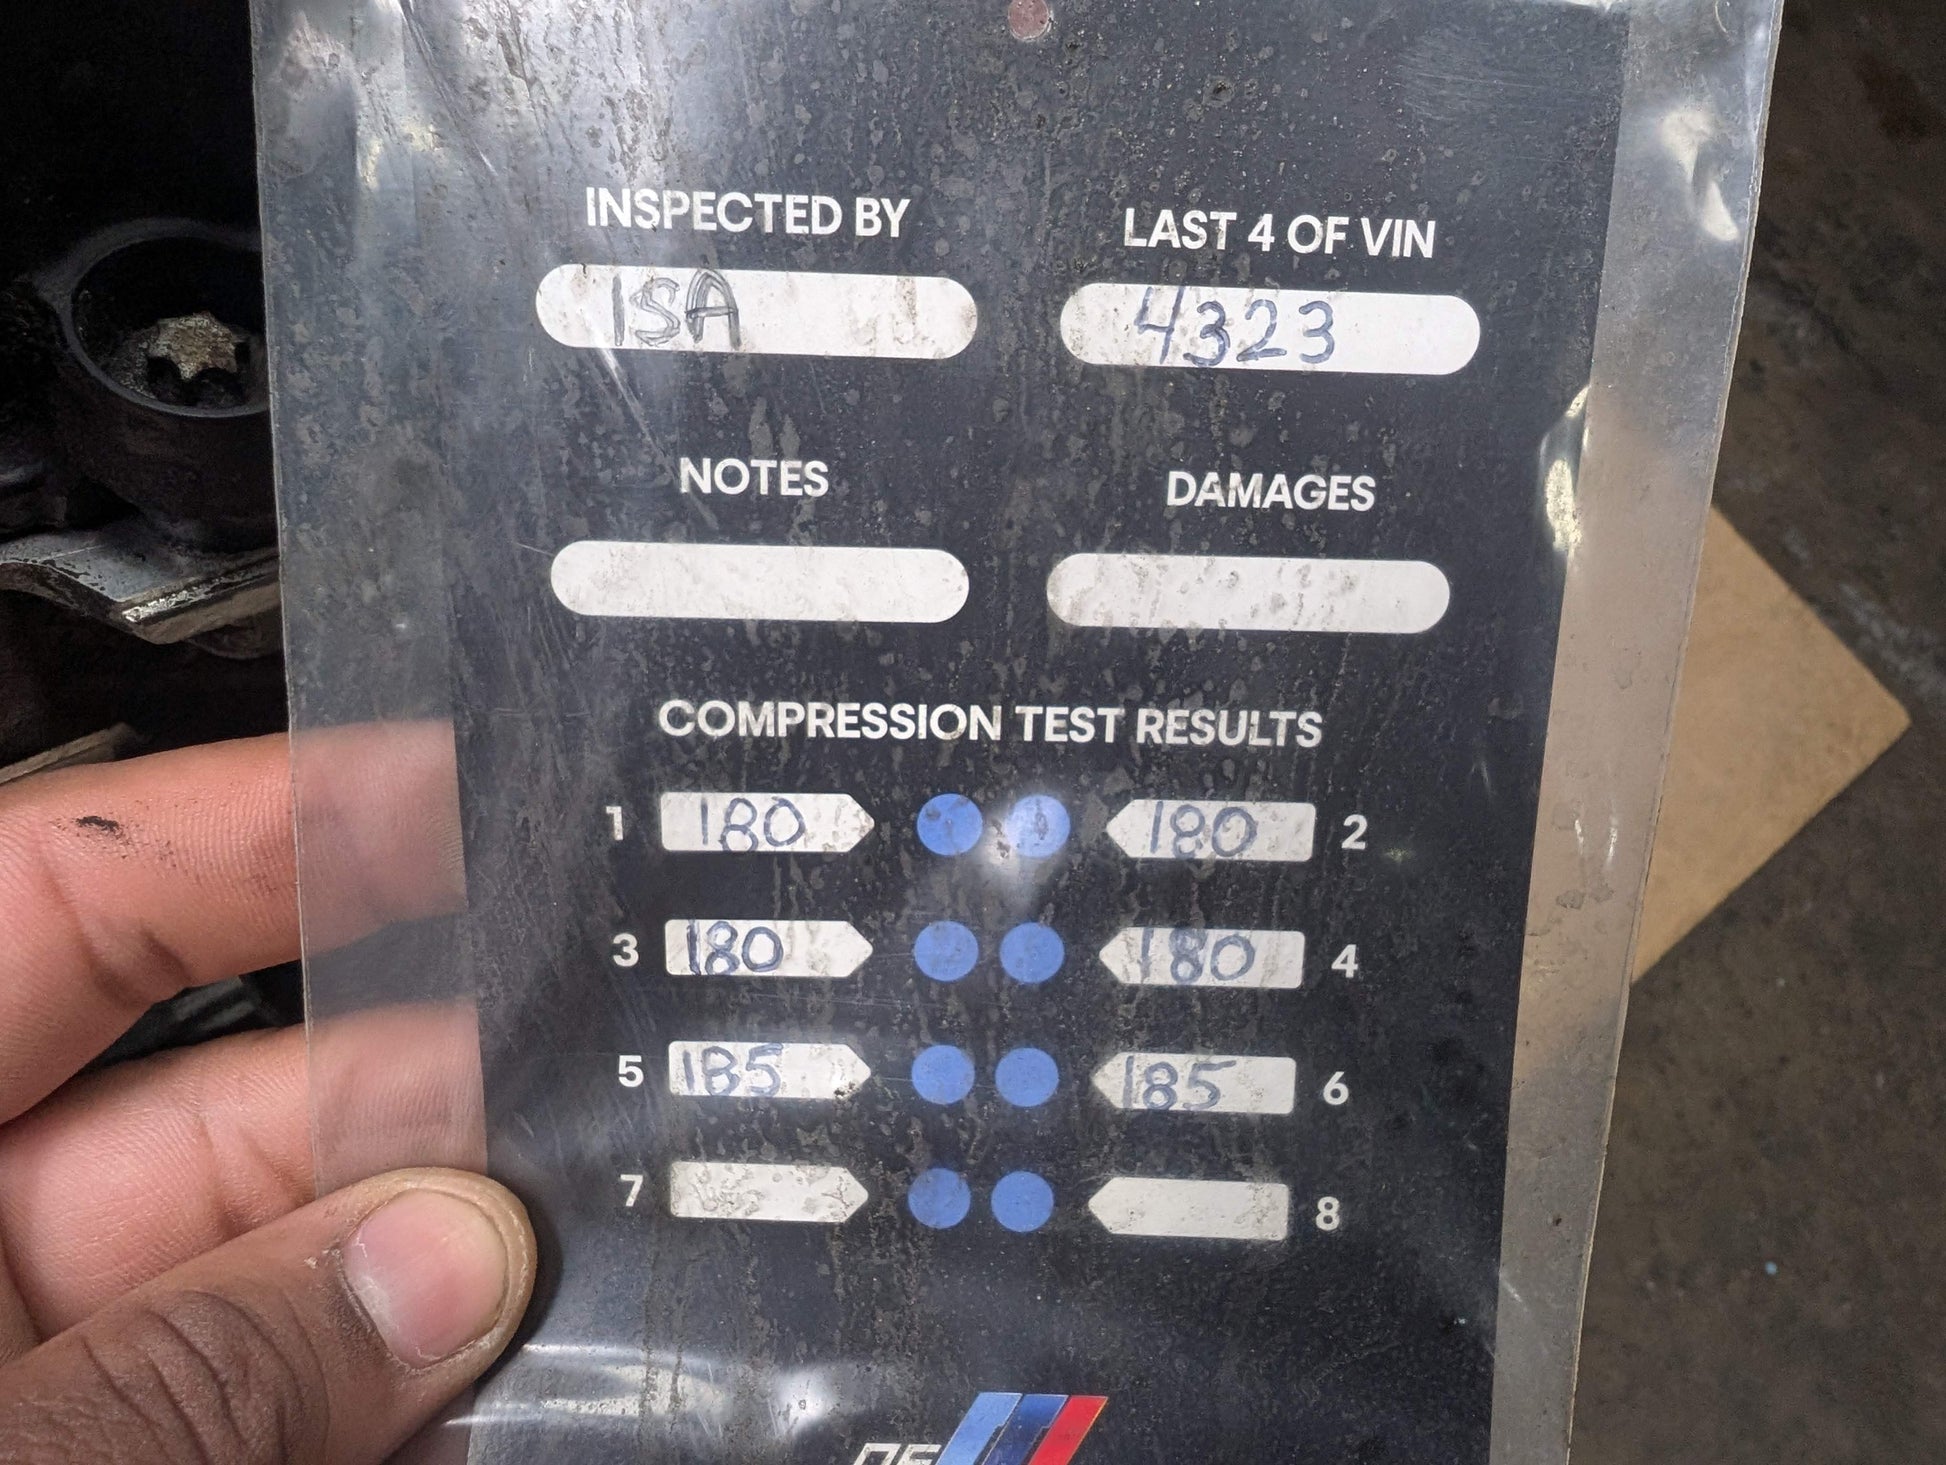 INSPECTED BY
LAST 4 OF VIN
ISA
4323
NOTES
DAMAGES
COMPRESSION TEST RESULTS
1 180 180 2
3 180 180 4
5 185 185 6
7 8